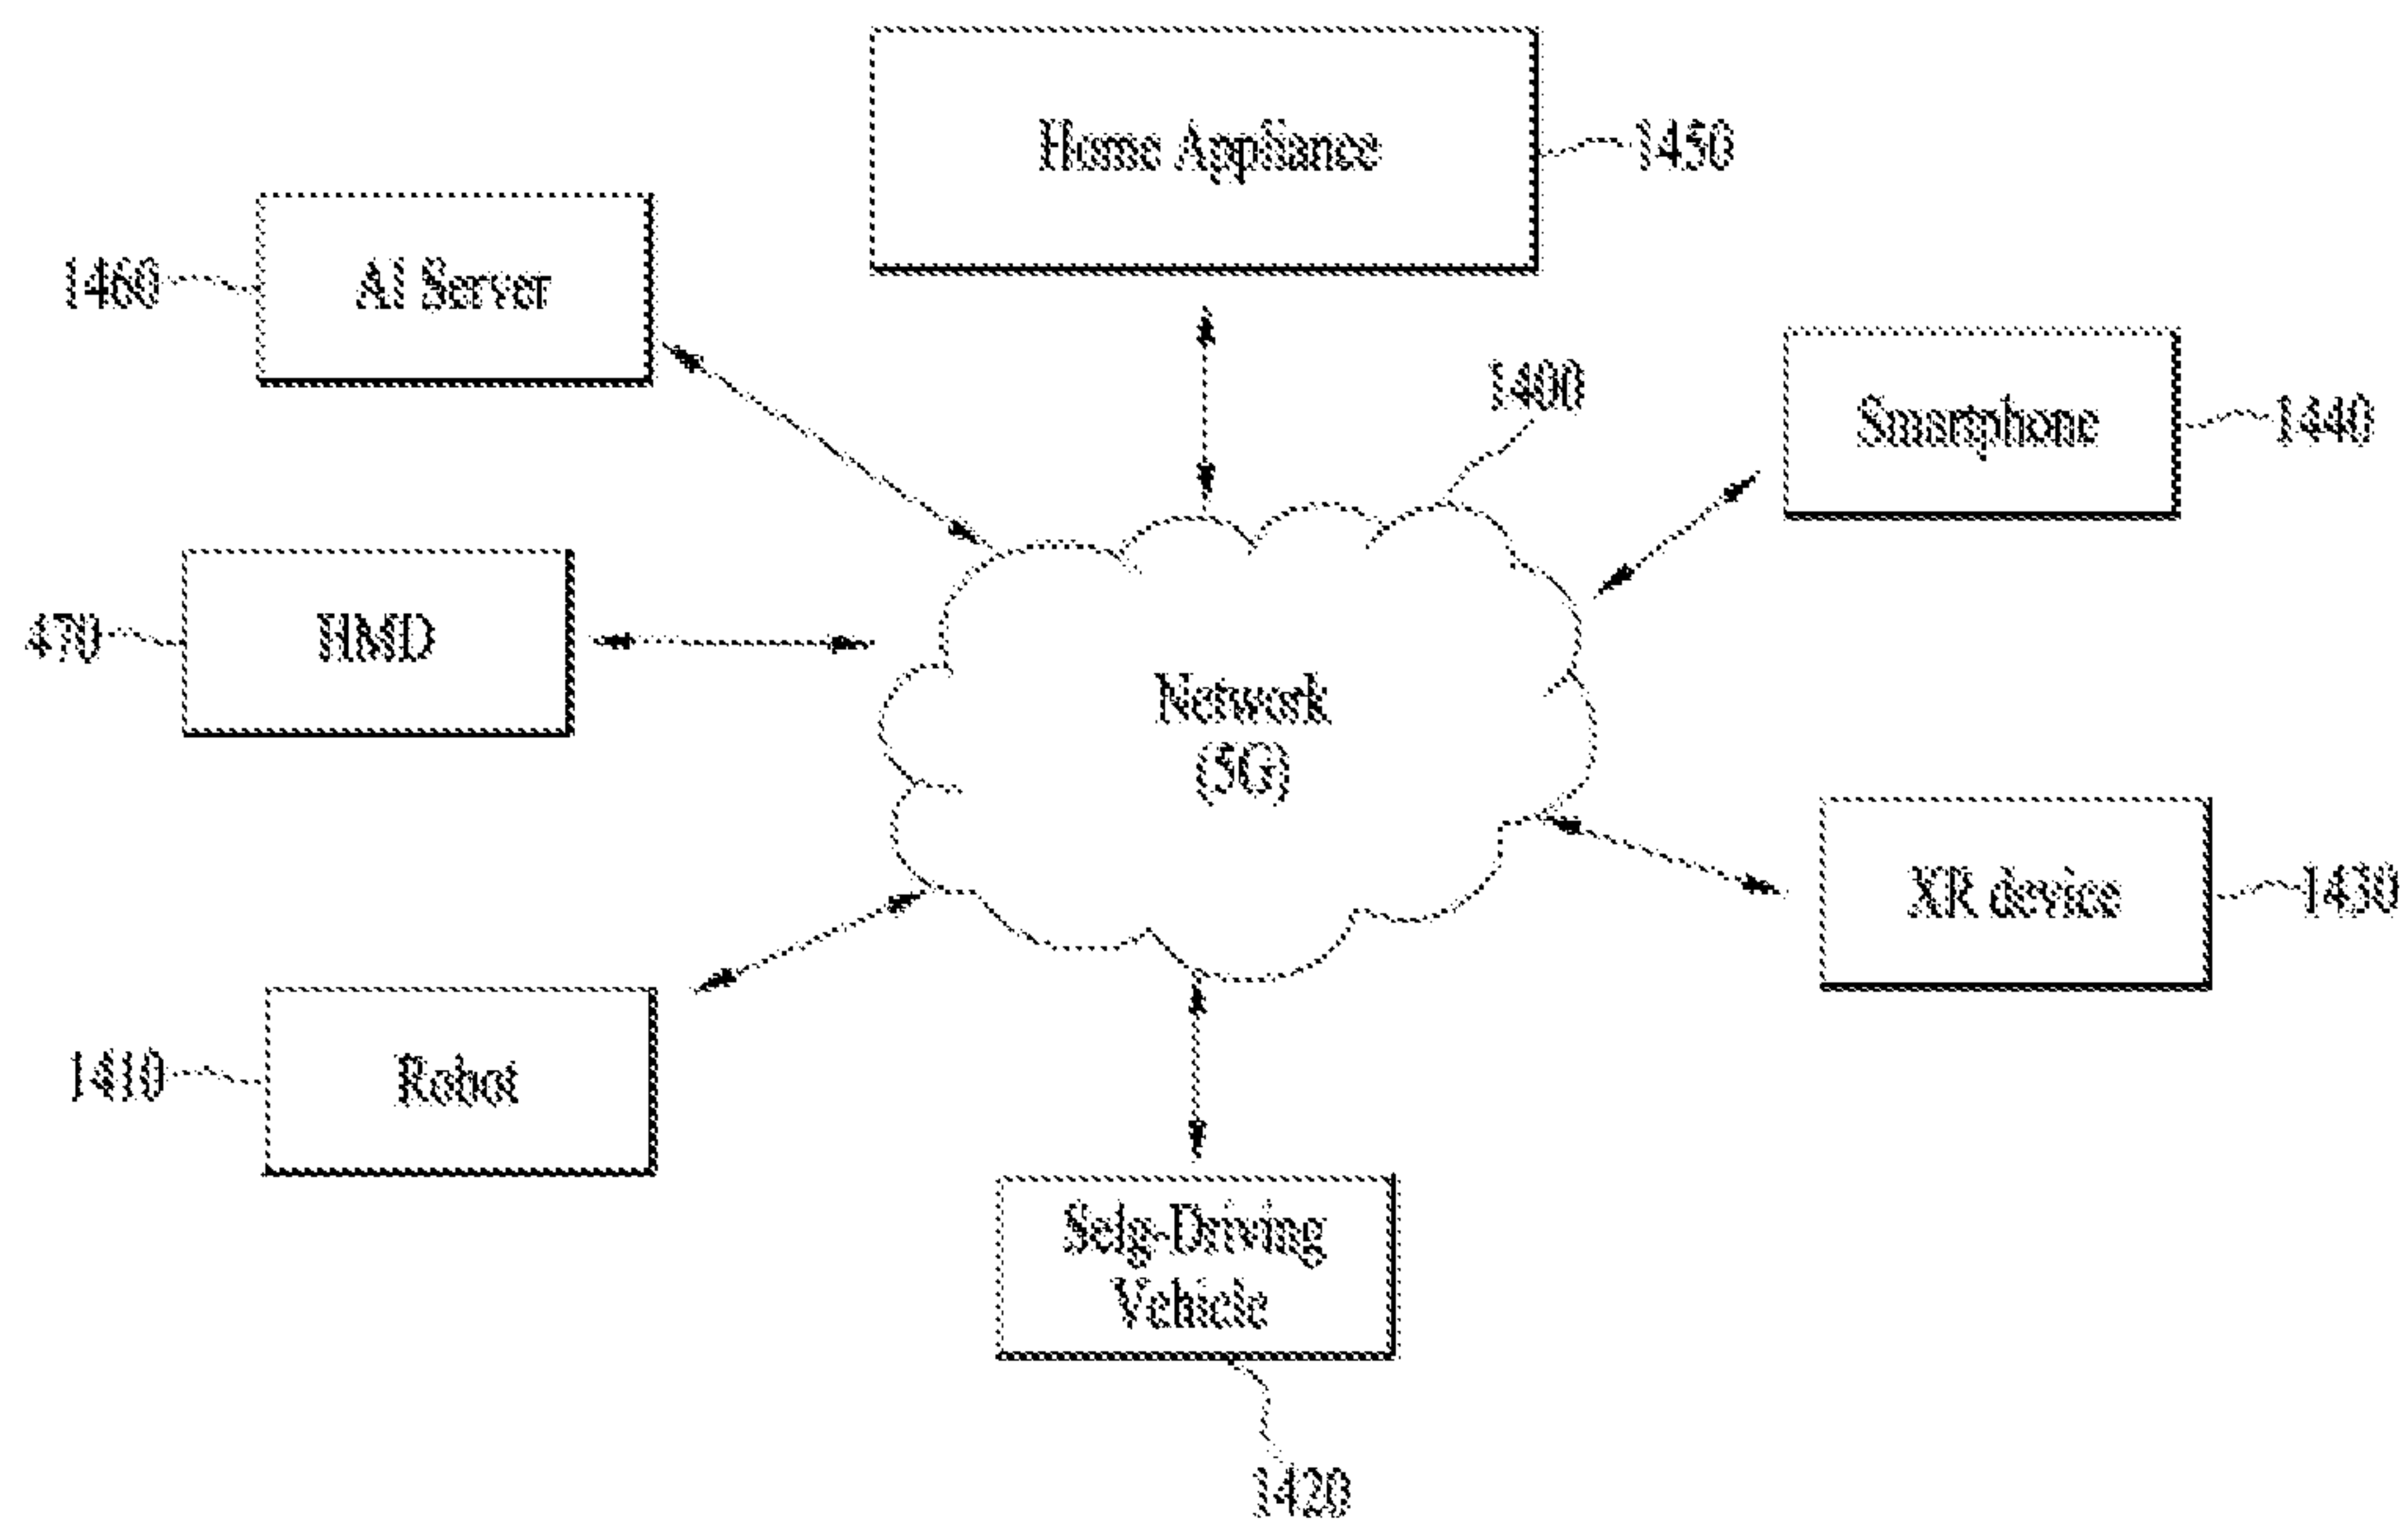 Home Appliance
1450
AI Server
1460
1400
Smartphone
1440
HMD
470
Network
(5G)
XR device
1430
Robot
1410
Selg-Driving
Vehicle
1420